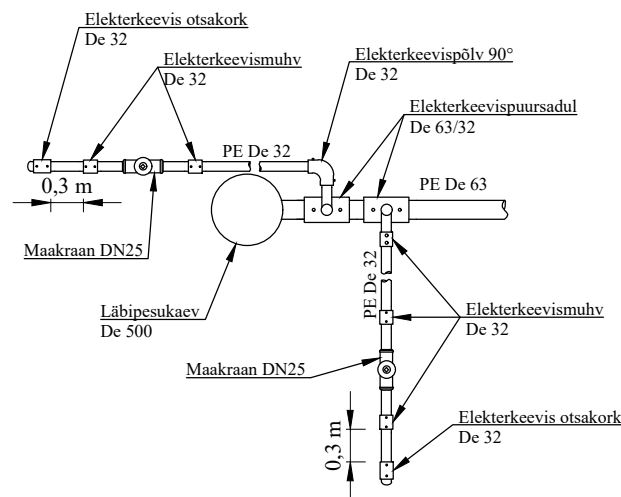 Elekterkeevis otsakork
De 32
Elekterkeevismuhv
De 32
Elekterkeevispõlv 90°
De 32
Elekterkeevispuursadul
De 63/32
PE De 32
PE De 63
0,3 m
Maakraan DN25
Läbipesukaev
De 500
PE De 32
Elekterkeevismuhv
De 32
Maakraan DN25
Elekterkeevis otsakork
De 32
0,3 m